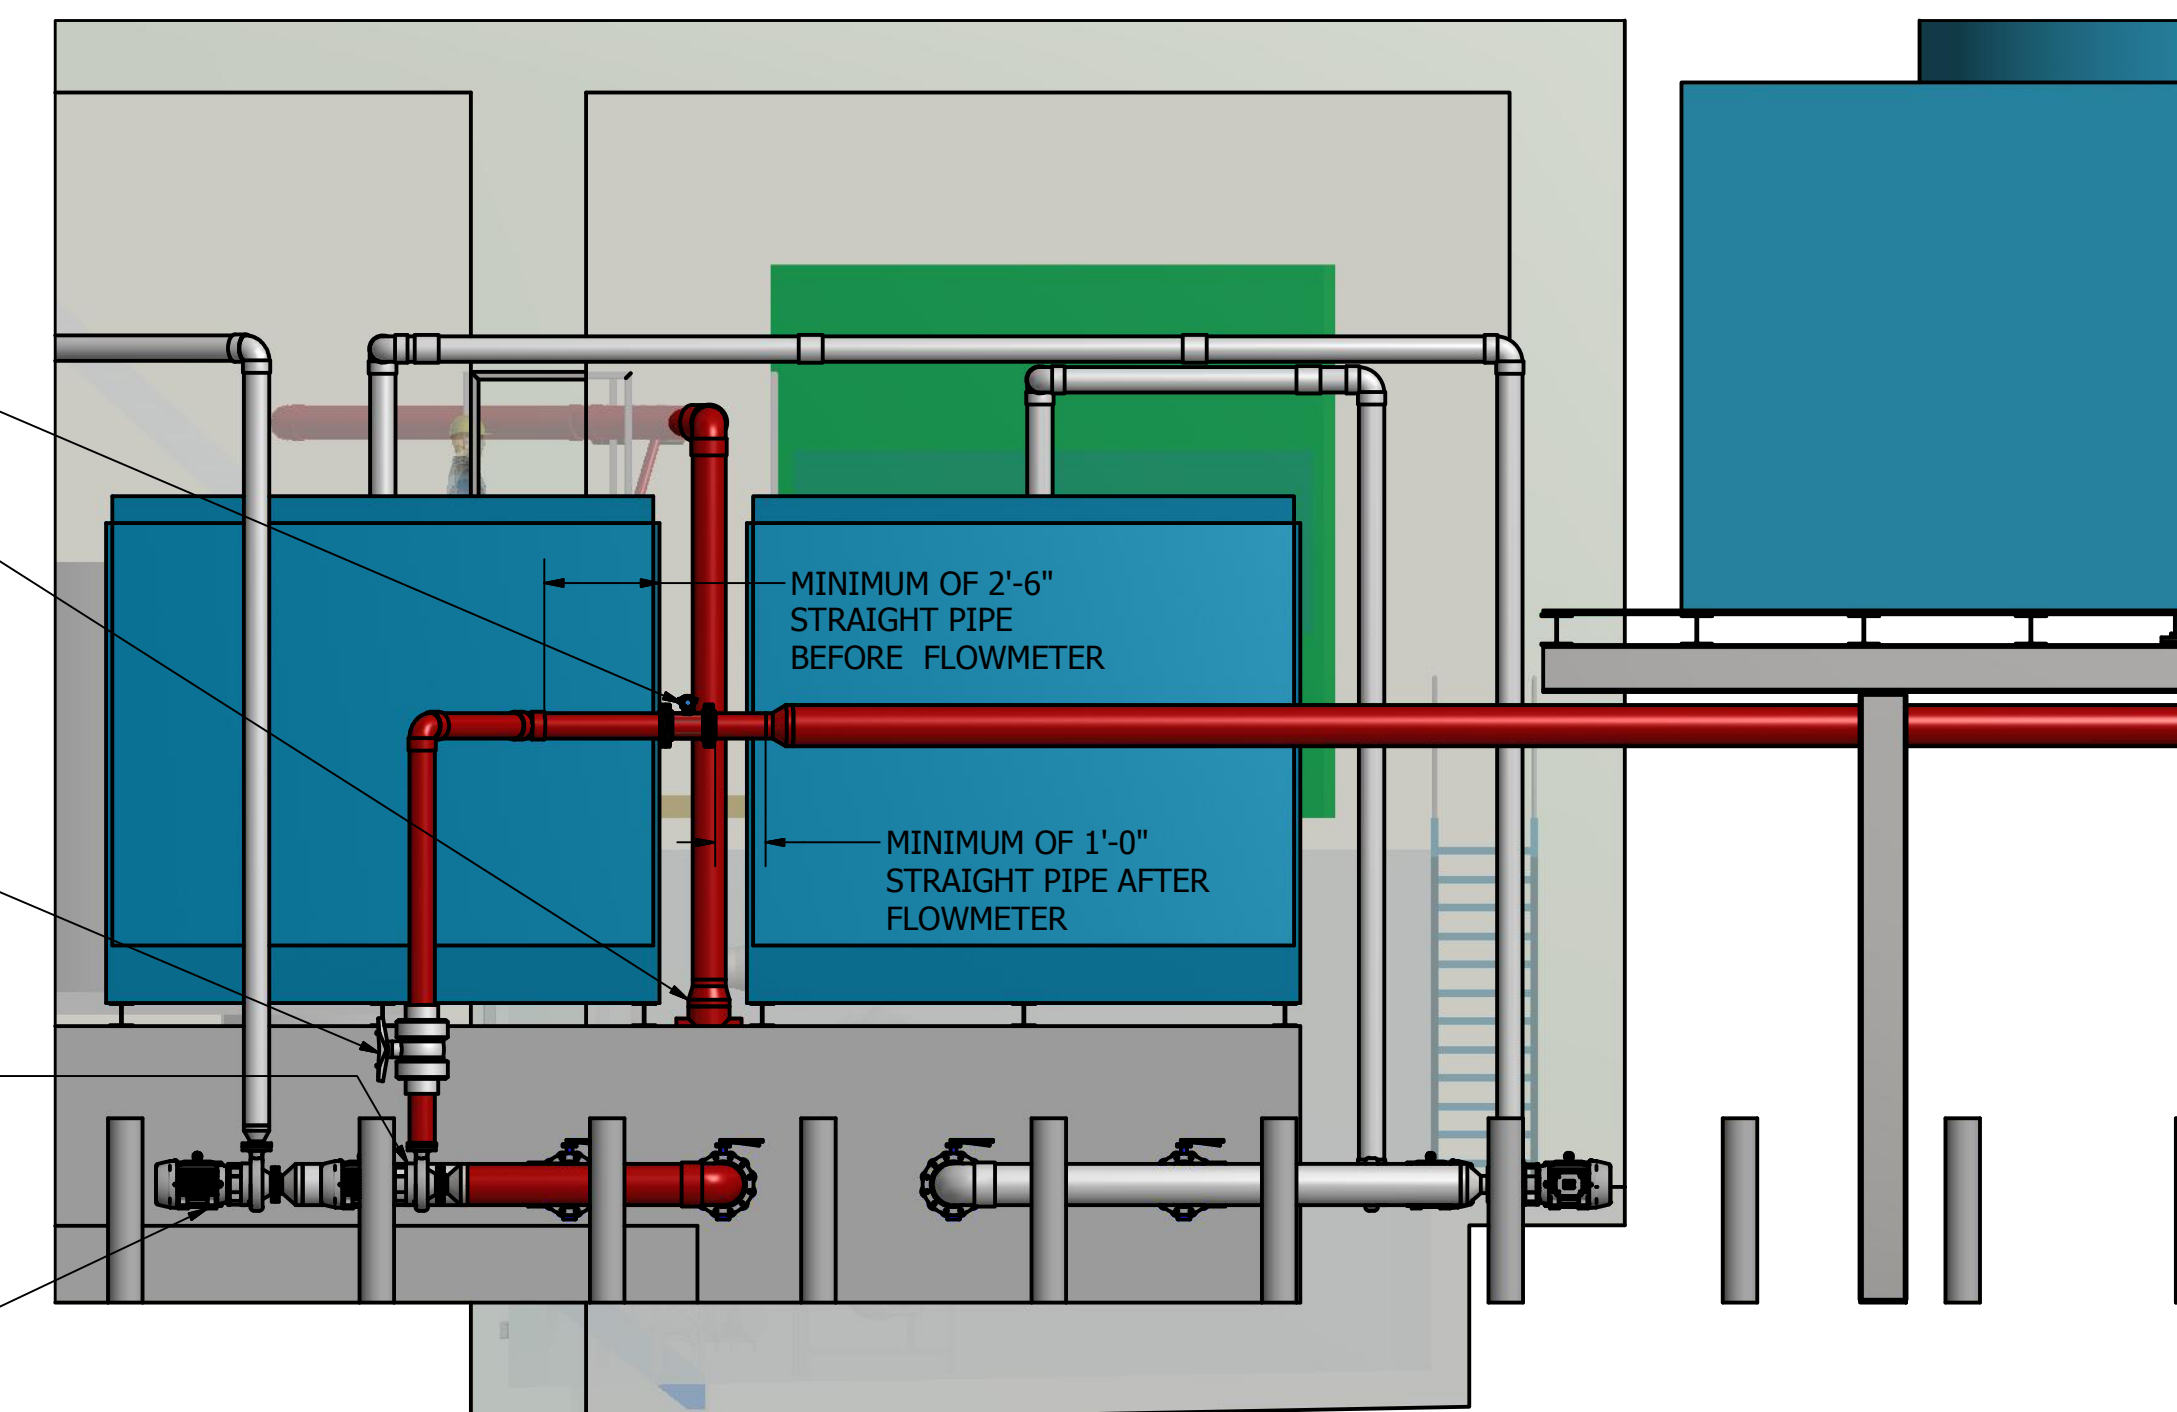 MINIMUM OF 2'-6"
STRAIGHT PIPE
BEFORE FLOWMETER
MINIMUM OF 1'-0"
STRAIGHT PIPE AFTER
FLOWMETER